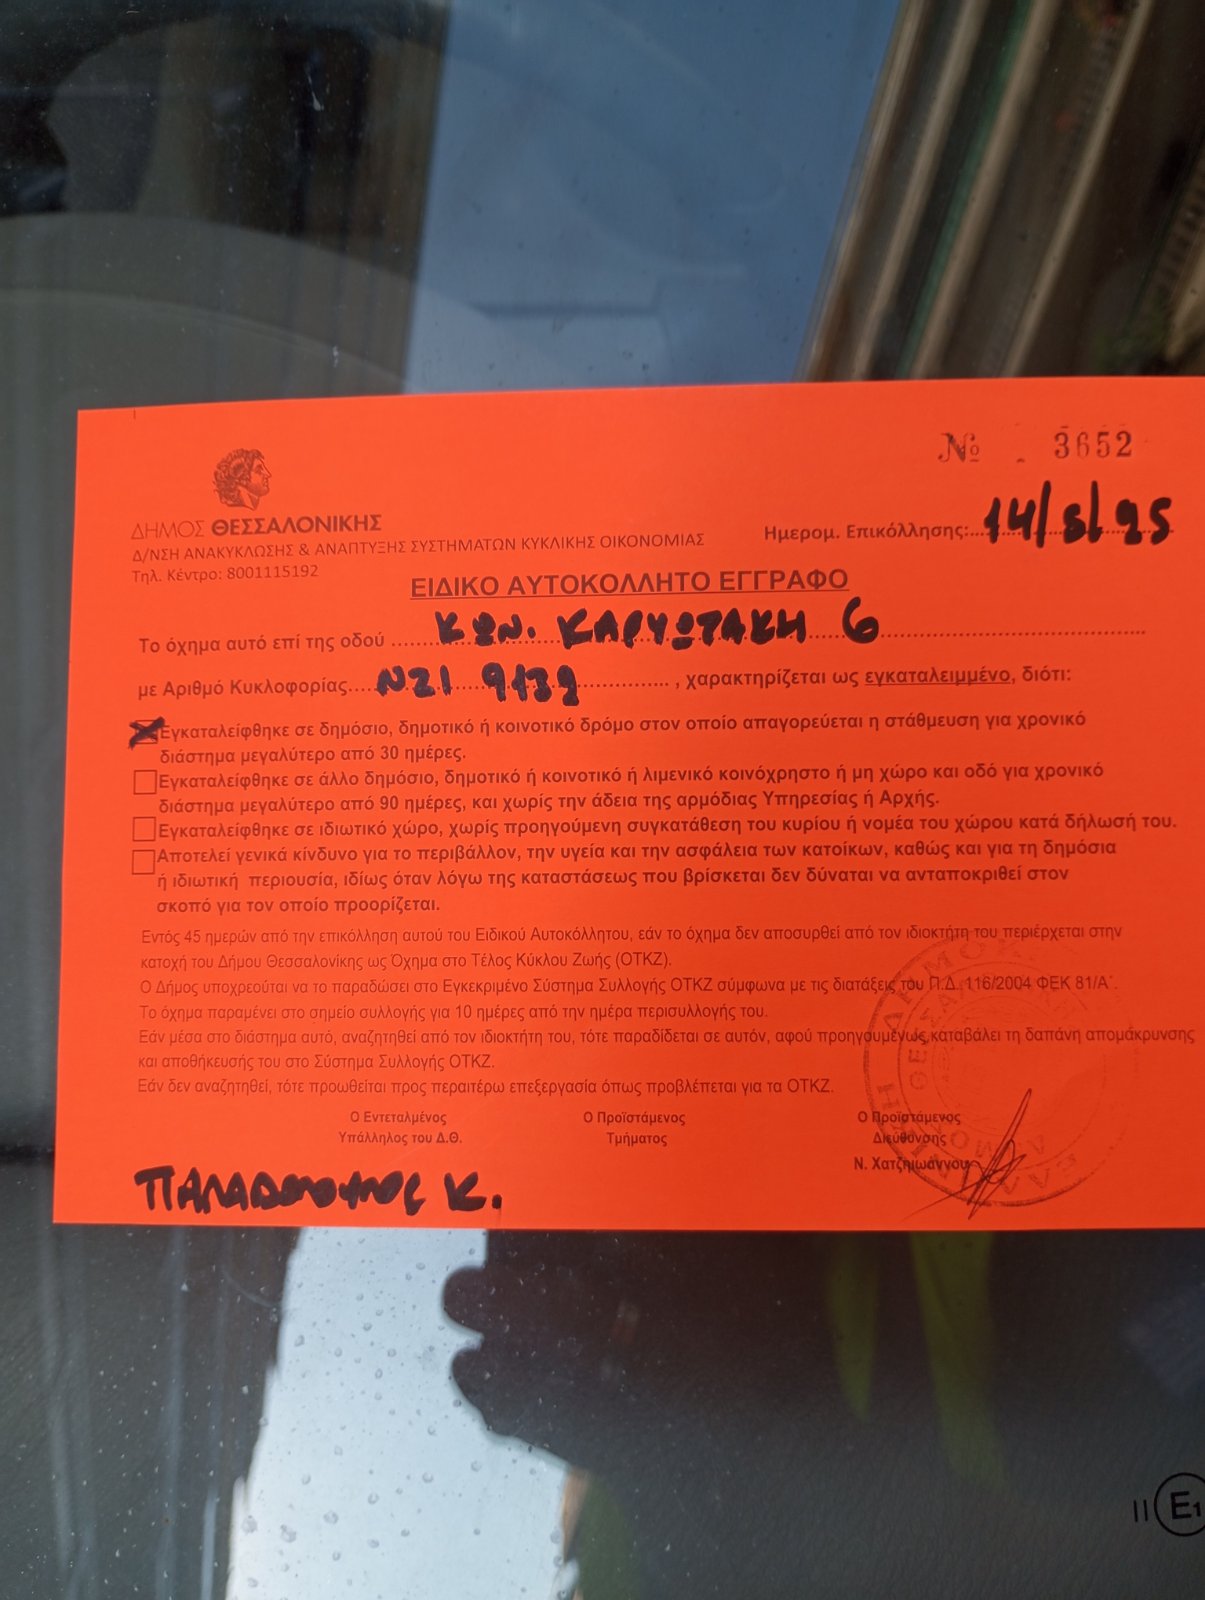 № 3652
ΔΗΜΟΣ ΘΕΣΣΑΛΟΝΙΚΗΣ
Δ/ΝΣΗ ΑΝΑΚΥΚΛΩΣΗΣ & ΑΝΑΠΤΥΞΗΣ ΣΥΣΤΗΜΑΤΩΝ ΚΥΚΛΙΚΗΣ ΟΙΚΟΝΟΜΙΑΣ
Τηλ. Κέντρο: 8001115192
Ημερομ. Επικόλλησης: 14/5/25
ΕΙΔΙΚΟ ΑΥΤΟΚΟΛΛΗΤΟ ΕΓΓΡΑΦΟ
Το όχημα αυτό επί της οδού ΚΩΝ. ΚΑΡΥΩΤΑΚΗ 6
με Αριθμό Κυκλοφορίας ΝΖΙ 9139, χαρακτηρίζεται ως εγκαταλειμμένο, διότι:
Εγκαταλείφθηκε σε δημόσιο, δημοτικό ή κοινοτικό δρόμο στον οποίο απαγορεύεται η στάθμευση για χρονικό
διάστημα μεγαλύτερο από 30 ημέρες.
Εγκαταλείφθηκε σε άλλο δημόσιο, δημοτικό ή κοινοτικό ή λιμενικό κοινόχρηστο ή μη χώρο και οδό για χρονικό
διάστημα μεγαλύτερο από 90 ημέρες, και χωρίς την άδεια της αρμόδιας Υπηρεσίας ή Αρχής.
Εγκαταλείφθηκε σε ιδιωτικό χώρο, χωρίς προηγούμενη συγκατάθεση του κυρίου ή νομέα του χώρου κατά δήλωσή του.
Αποτελεί γενικά κίνδυνο για το περιβάλλον, την υγεία και την ασφάλεια των κατοίκων, καθώς και για τη δημόσια
ή ιδιωτική περιουσία, ιδίως όταν λόγω της καταστάσεως που βρίσκεται δεν δύναται να ανταποκριθεί στον
σκοπό για τον οποίο προορίζεται.
Εντός 45 ημερών από την επικόλληση αυτού του Ειδικού Αυτοκόλλητου, εάν το όχημα δεν αποσυρθεί από τον ιδιοκτήτη του περιέρχεται στην
κατοχή του Δήμου Θεσσαλονίκης ως Όχημα στο Τέλος Κύκλου Ζωής (ΟΤΚΖ).
Ο Δήμος υποχρεούται να το παραδώσει στο Εγκεκριμένο Σύστημα Συλλογής ΟΤΚΖ σύμφωνα με τις διατάξεις του Π.Δ. 116/2004 ΦΕΚ 81/Α΄.
Το όχημα παραμένει στο σημείο συλλογής για 10 ημέρες από την ημέρα περισυλλογής του.
Εάν μέσα στο διάστημα αυτό, αναζητηθεί από τον ιδιοκτήτη του, τότε παραδίδεται σε αυτόν, αφού προηγουμένως καταβάλει τη δαπάνη απομάκρυνσης
και αποθήκευσής του στο Σύστημα Συλλογής ΟΤΚΖ.
Εάν δεν αναζητηθεί, τότε προωθείται προς περαιτέρω επεξεργασία όπως προβλέπεται για τα ΟΤΚΖ.
Ο Εντεταλμένος
Υπάλληλος του Δ.Θ.
Ο Προϊστάμενος
Τμήματος
Ο Προϊστάμενος
Διεύθυνσης
Ν. Χατζηιωάννου
ΠΑΠΑΔΟΠΟΥΛΟΣ Κ.
II E1